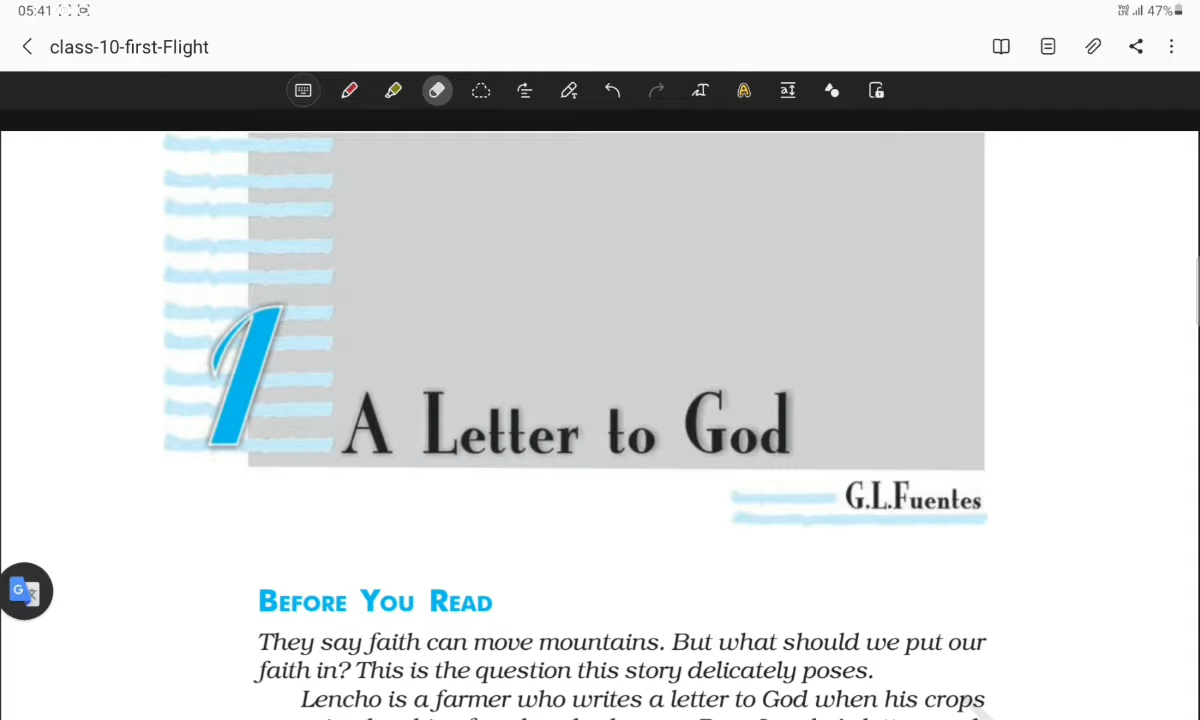 05:41 47%
class-10-first-Flight
1
A Letter to God
G.L.Fuentes
BEFORE YOU READ
They say faith can move mountains. But what should we put our
faith in? This is the question this story delicately poses.
Lencho is a farmer who writes a letter to God when his crops